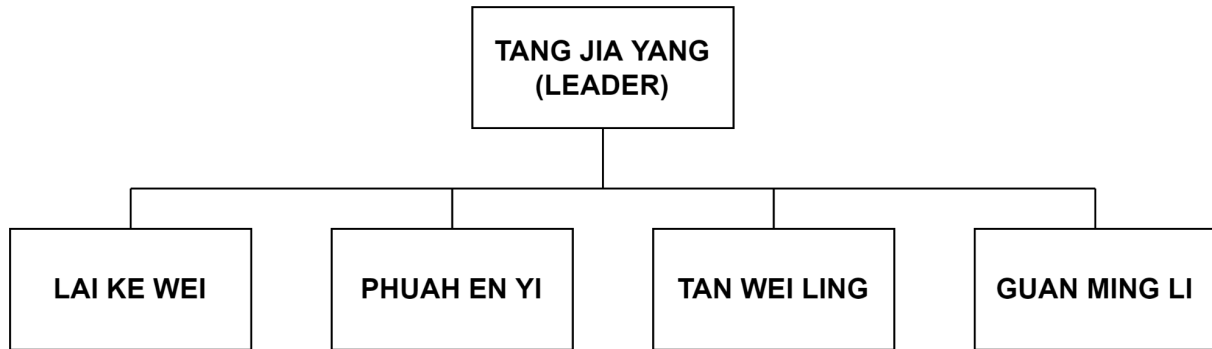 TANG JIA YANG
(LEADER)
LAI KE WEI
PHUAH EN YI
TAN WEI LING
GUAN MING LI